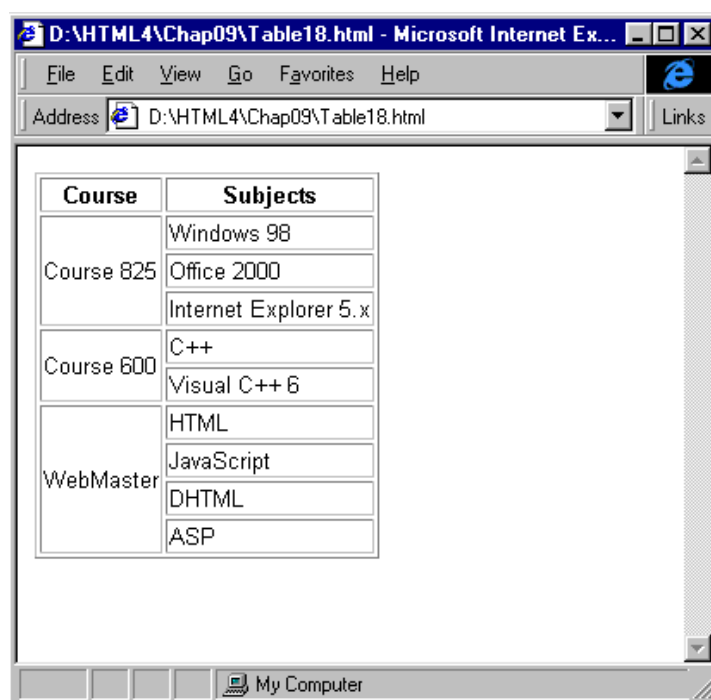 D:\HTML4\Chap09\Table18.html - Microsoft Internet Ex...
File Edit View Go Favorites Help
Address D:\HTML4\Chap09\Table18.html Links
Course Subjects
Course 825 Windows 98
Office 2000
Internet Explorer 5.x
Course 600 C++
Visual C++ 6
WebMaster HTML
JavaScript
DHTML
ASP
My Computer